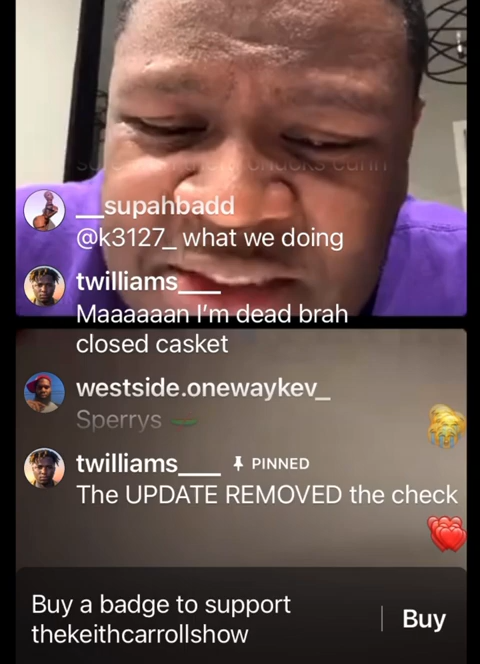 __supahbadd
@k3127_ what we doing
twilliams___
Maaaaaan I'm dead brah
closed casket
westside.onewaykev_
Sperrys
twilliams___ PINNED
The UPDATE REMOVED the check
Buy a badge to support
thekeithcarrollshow
Buy